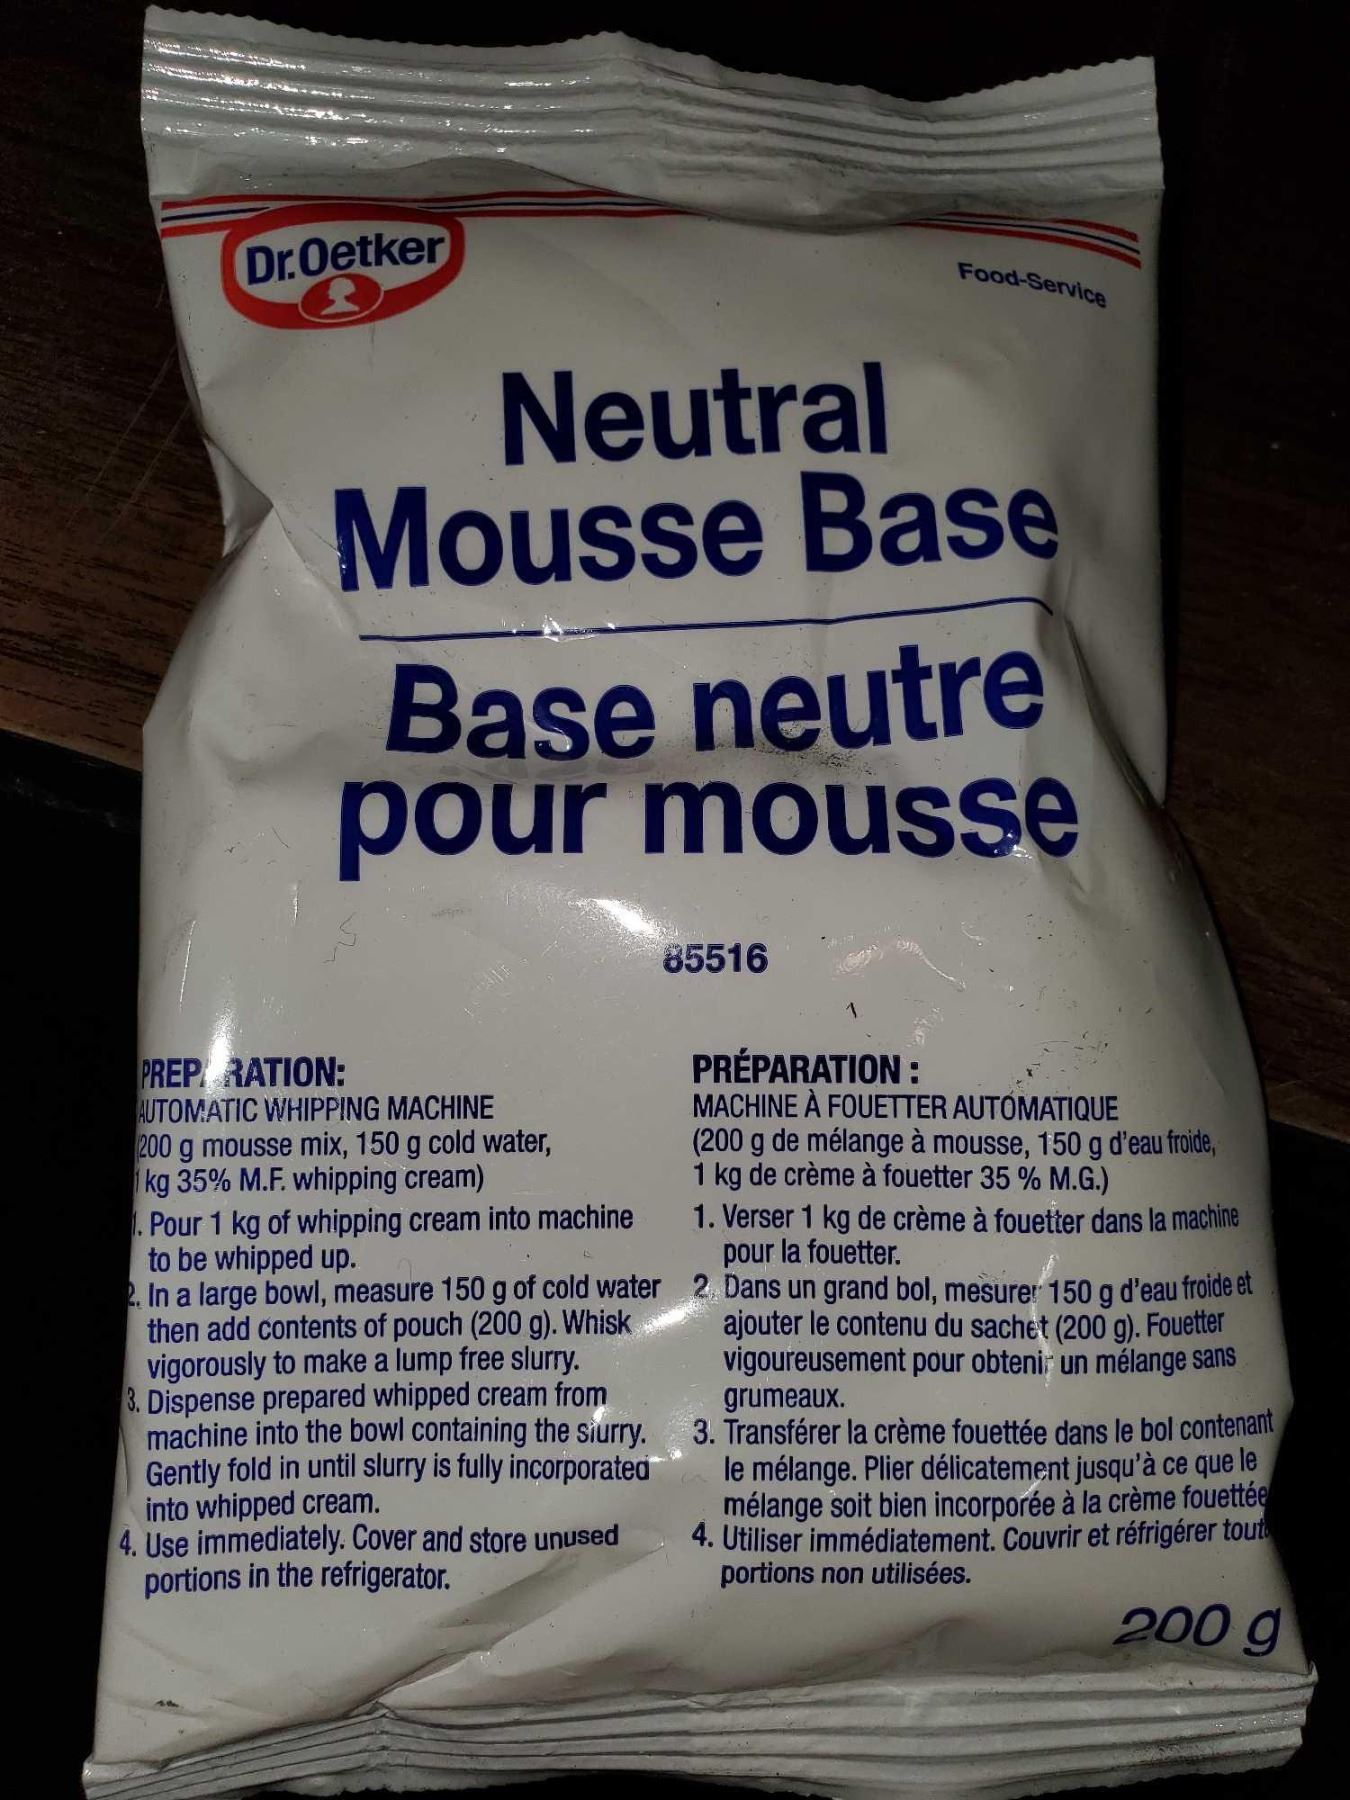 Dr.Oetker
Food-Service
Neutral
Mousse Base
Base neutre
pour mousse
85516
PREPARATION:
AUTOMATIC WHIPPING MACHINE
(200 g mousse mix, 150 g cold water,
1 kg 35% M.F. whipping cream)
1. Pour 1 kg of whipping cream into machine
to be whipped up.
2. In a large bowl, measure 150 g of cold water
then add contents of pouch (200 g). Whisk
vigorously to make a lump free slurry.
3. Dispense prepared whipped cream from
machine into the bowl containing the slurry.
Gently fold in until slurry is fully incorporated
into whipped cream.
4. Use immediately. Cover and store unused
portions in the refrigerator.
PRÉPARATION :
MACHINE À FOUETTER AUTOMATIQUE
(200 g de mélange à mousse, 150 g d'eau froide,
1 kg de crème à fouetter 35 % M.G.)
1. Verser 1 kg de crème à fouetter dans la machine
pour la fouetter.
2. Dans un grand bol, mesurer 150 g d'eau froide et
ajouter le contenu du sachet (200 g). Fouetter
vigoureusement pour obtenir un mélange sans
grumeaux.
3. Transférer la crème fouettée dans le bol contenant
le mélange. Plier délicatement jusqu'à ce que le
mélange soit bien incorporée à la crème fouettée
4. Utiliser immédiatement. Couvrir et réfrigérer toute
portions non utilisées.
200 g